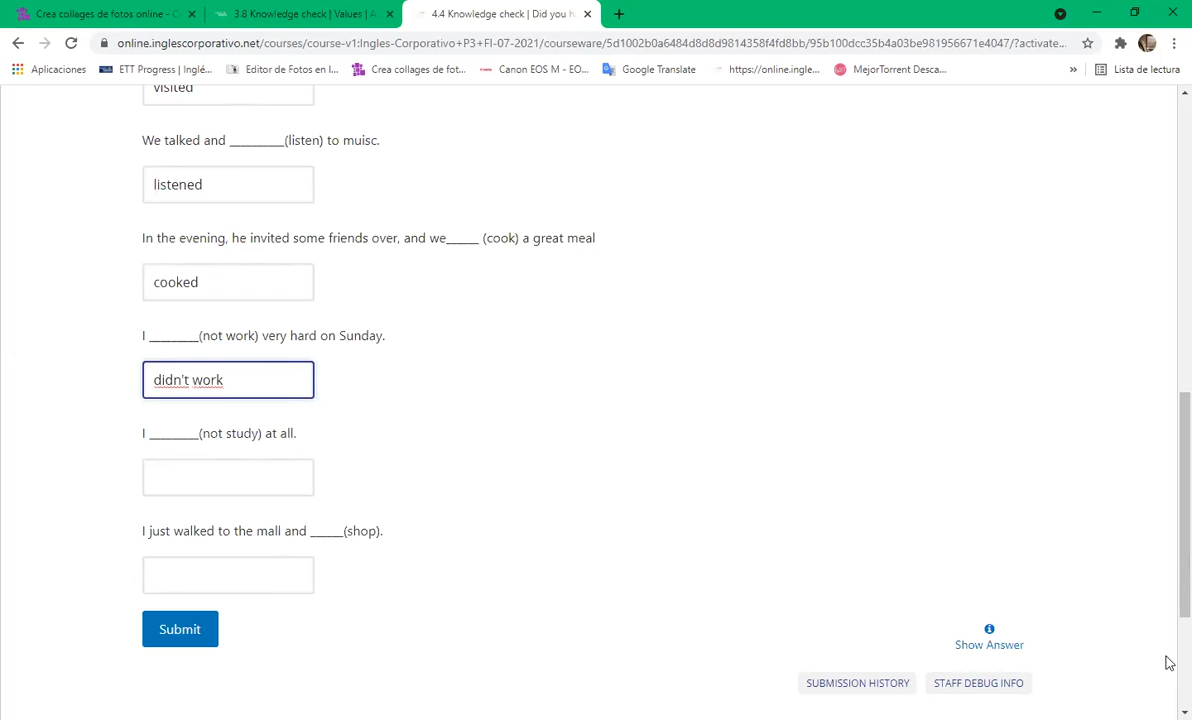 Crea collages de fotos online - C
3.8 Knowledge check | Values | A
4.4 Knowledge check | Did you h
online.inglescorporativo.net/courses/course-v1:Ingles-Corporativo+P3+FI-07-2021/courseware/5d1002b0a6484d8d8d9814358f4fd8bb/95b100dcc35b4a03be981956671e4047/?activate...
Aplicaciones
ETT Progress | Inglé...
Editor de Fotos en l...
Crea collages de fot...
Canon EOS M - EO...
Google Translate
https://online.ingle...
MejorTorrent Desca...
»
Lista de lectura
visited
We talked and __________(listen) to muisc.
listened
In the evening, he invited some friends over, and we______ (cook) a great meal
cooked
I _________(not work) very hard on Sunday.
didn't work
I _________(not study) at all.
I just walked to the mall and ______(shop).
Submit
Show Answer
SUBMISSION HISTORY
STAFF DEBUG INFO